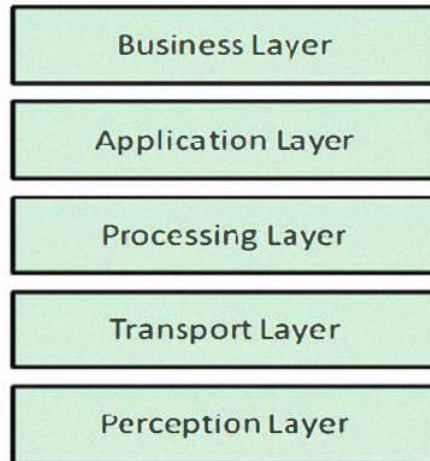 Business Layer
Application Layer
Processing Layer
Transport Layer
Perception Layer